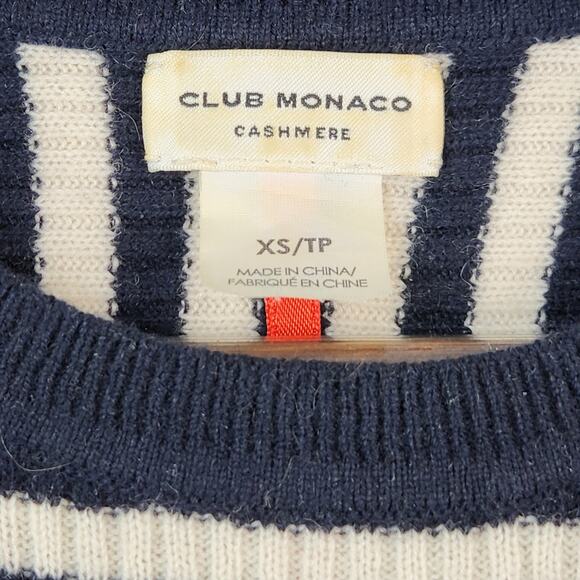 CLUB MONACO
CASHMERE
XS/TP
MADE IN CHINA/
FABRIQUÉ EN CHINE